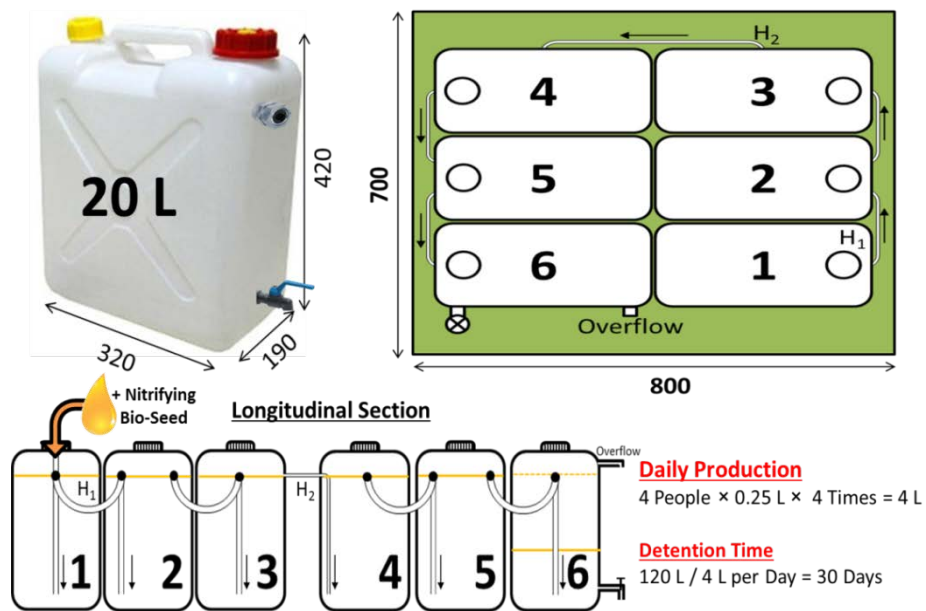 20 L
420
320
190
700
800
H2
4
3
5
2
6
1
H1
Overflow
+ Nitrifying
Bio-Seed
Longitudinal Section
Overflow
H1
H2
1
2
3
4
5
6
Daily Production
4 People × 0.25 L × 4 Times = 4 L
Detention Time
120 L / 4 L per Day = 30 Days